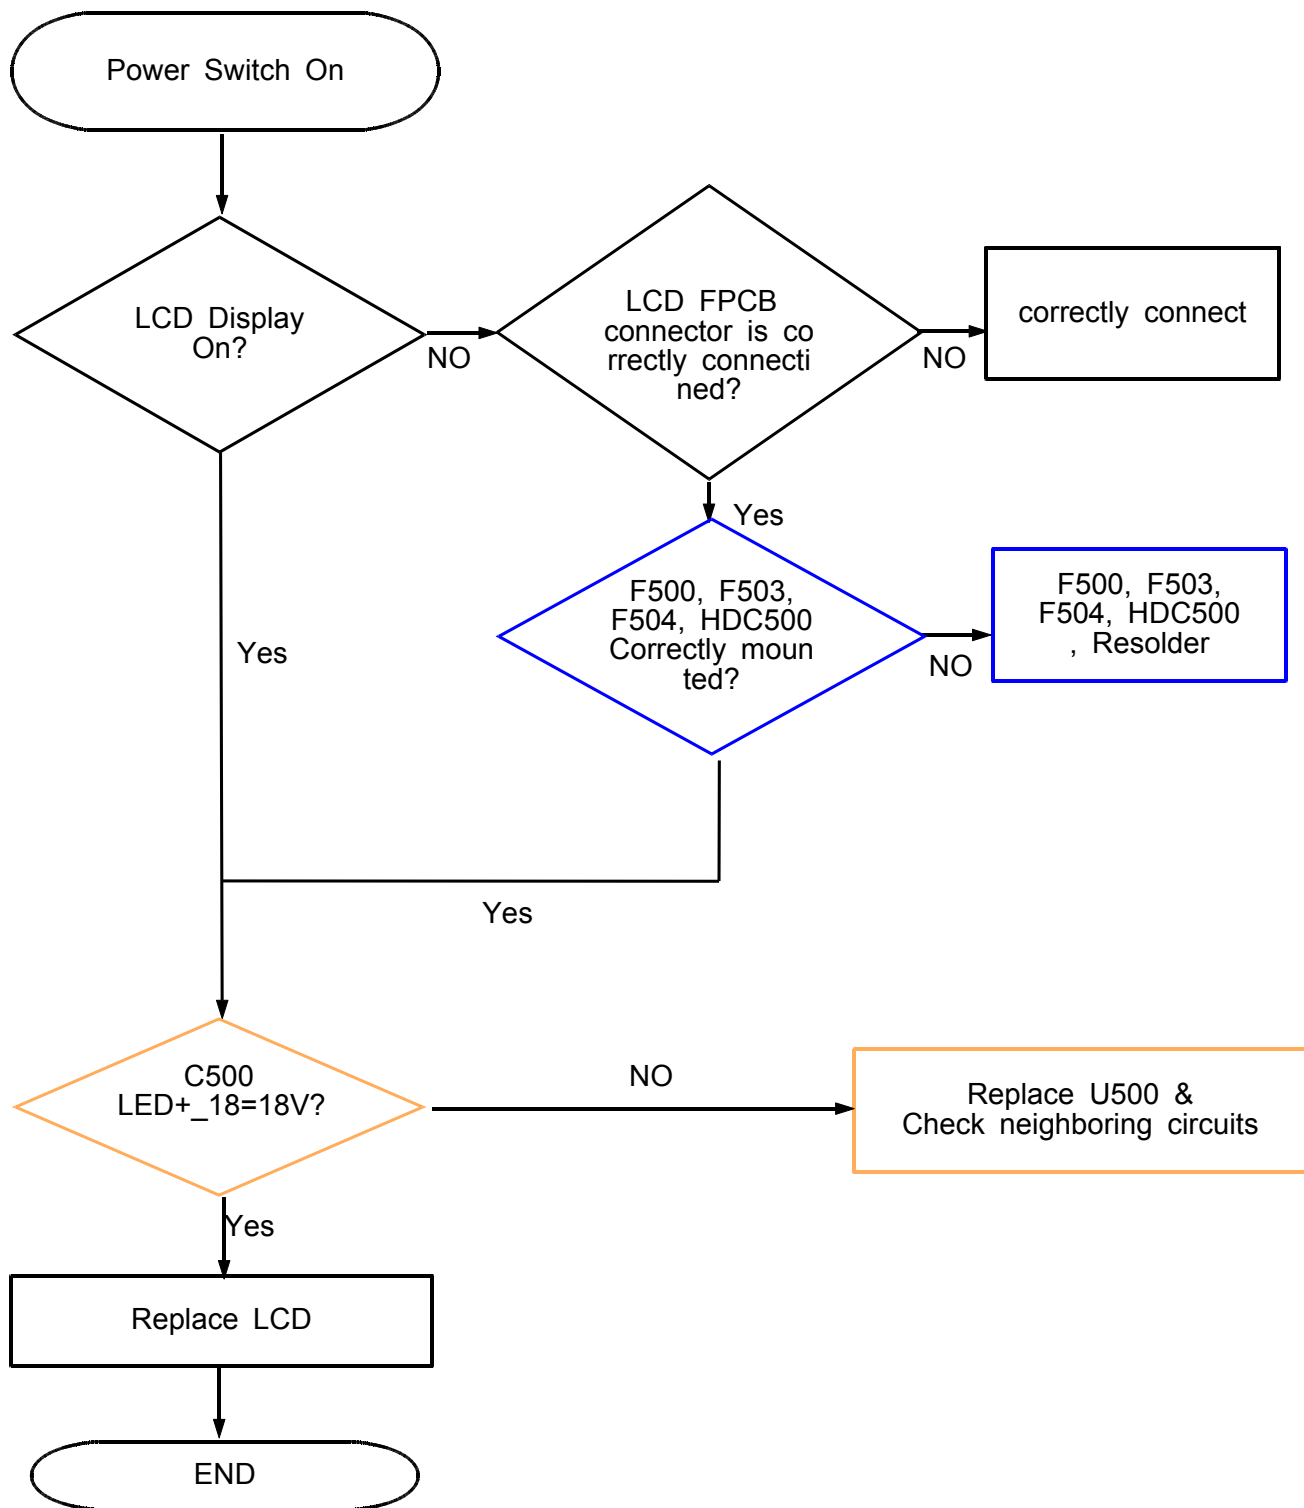 Power Switch On
LCD Display
On?
NO
LCD FPCB
connector is co
rrectly connecti
ned?
NO
correctly connect
Yes
F500, F503,
F504, HDC500
Correctly moun
ted?
NO
F500, F503,
F504, HDC500
, Resolder
Yes
Yes
C500
LED+_18=18V?
NO
Replace U500 &
Check neighboring circuits
Yes
Replace LCD
END